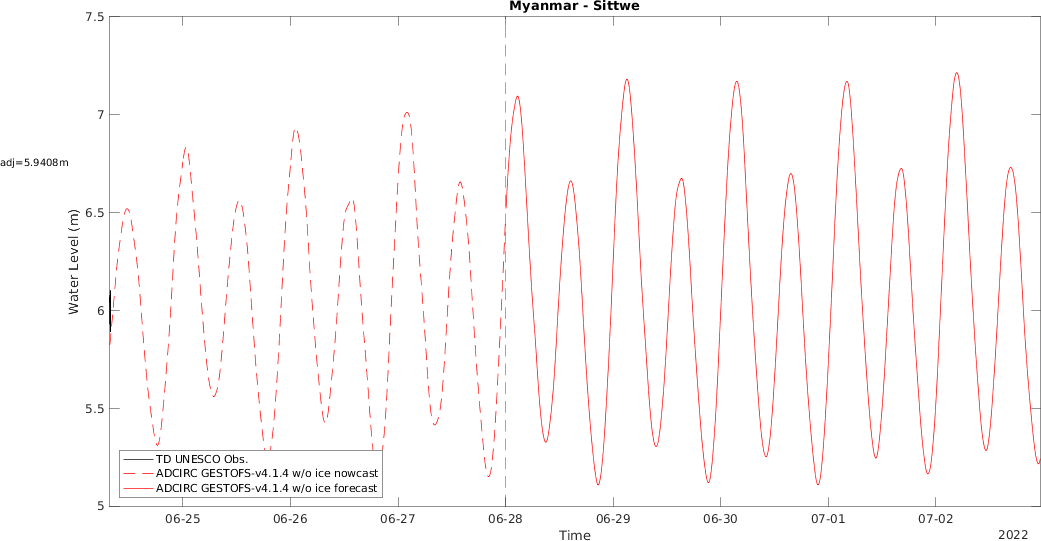 Myanmar - Sittwe
7.5
7
adj=5.9408m
6.5
Water Level (m)
6
5.5
TD UNESCO Obs.
ADCIRC GESTOFS-v4.1.4 w/o ice nowcast
ADCIRC GESTOFS-v4.1.4 w/o ice forecast
5
06-25 06-26 06-27 06-28 06-29 06-30 07-01 07-02
Time
2022